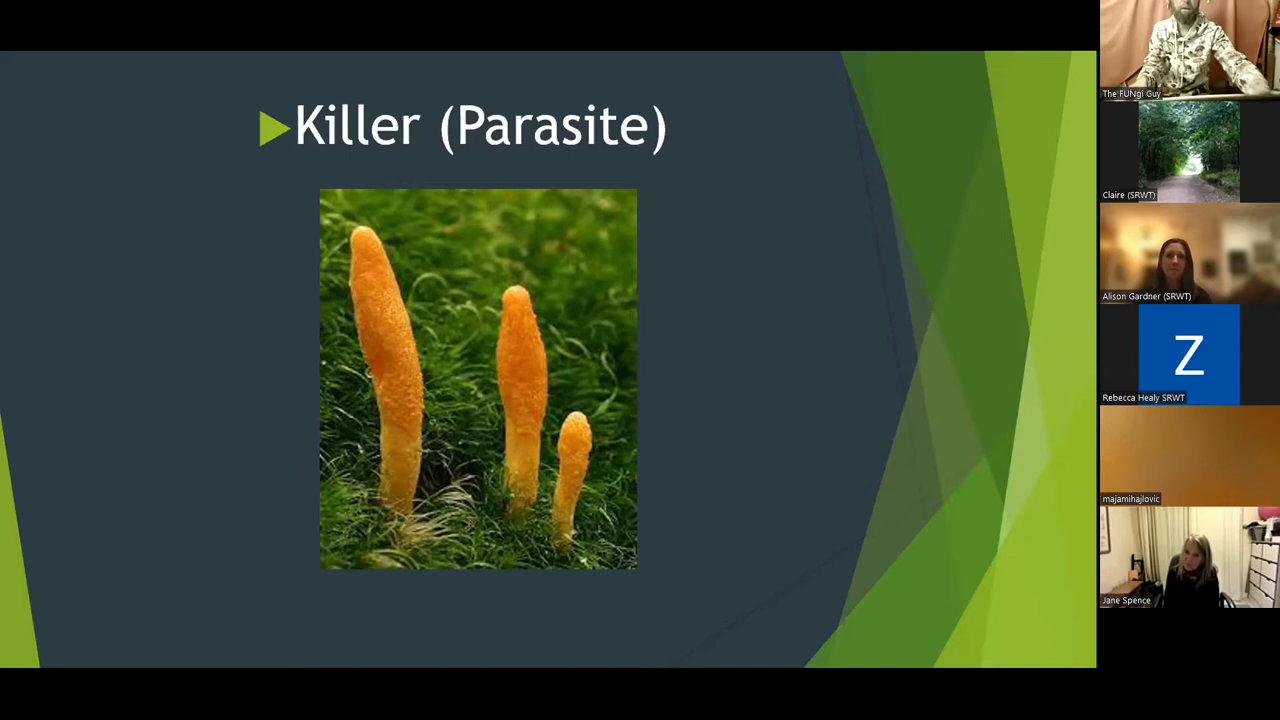 Killer (Parasite)
The FUNgi Guy
Claire (SRWT)
Alison Gardner (SRWT)
Z
Rebecca Healy SRWT
majamihajlovic
Jane Spence